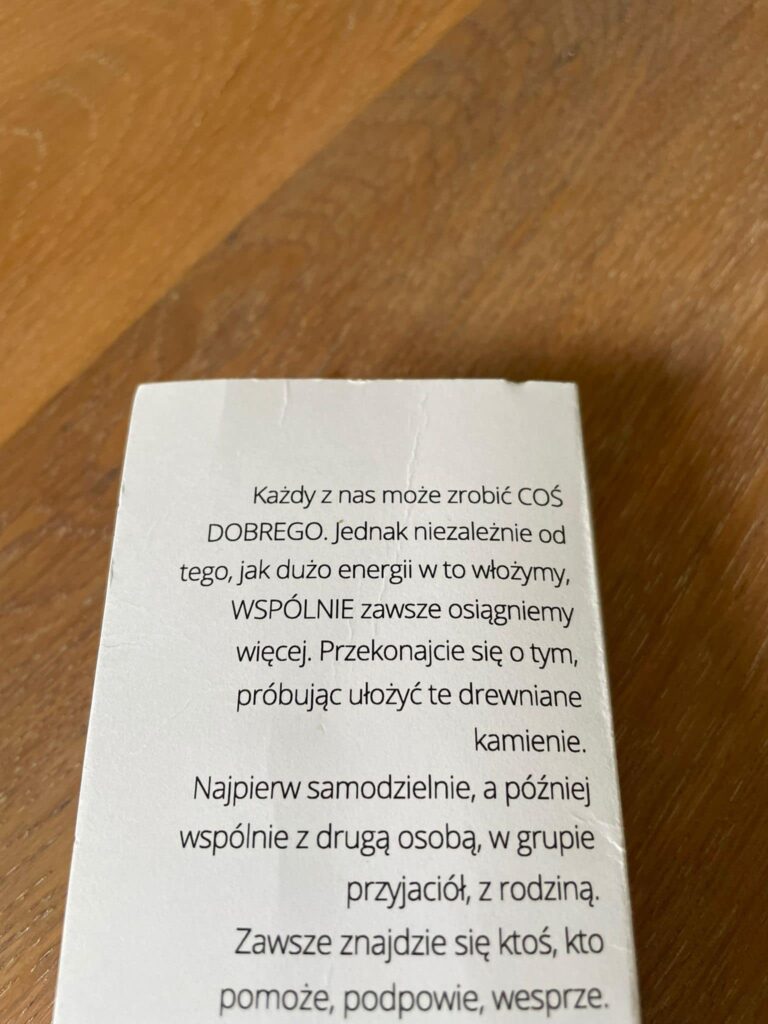 Każdy z nas może zrobić COŚ
DOBREGO. Jednak niezależnie od
tego, jak dużo energii w to włożymy,
WSPÓLNIE zawsze osiągniemy
więcej. Przekonajcie się o tym,
próbując ułożyć te drewniane
kamienie.
Najpierw samodzielnie, a później
wspólnie z drugą osobą, w grupie
przyjaciół, z rodziną.
Zawsze znajdzie się ktoś, kto
pomoże, podpowie, wesprze.